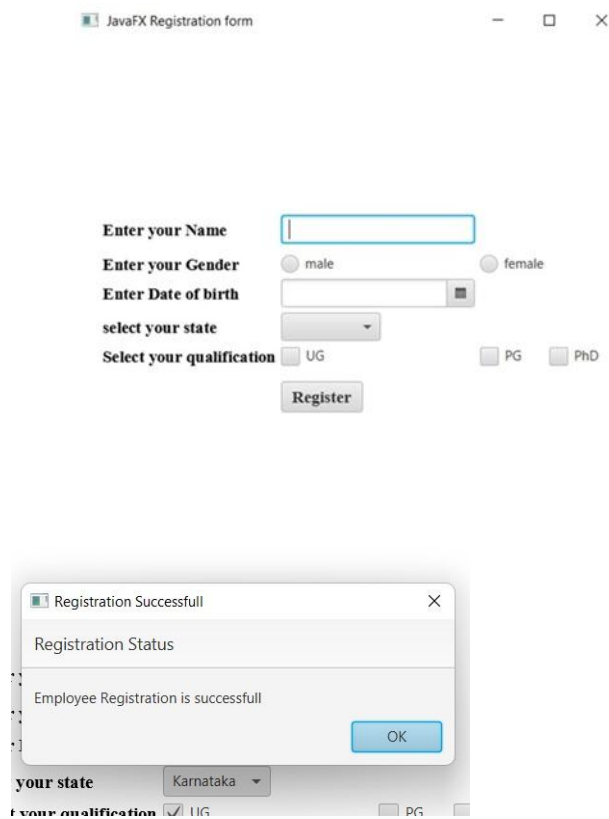 JavaFX Registration form
Enter your Name
Enter your Gender male female
Enter Date of birth
select your state
Select your qualification UG PG PhD
Register
Registration Successfull
Registration Status
Employee Registration is successfull
OK
your state Karnataka
your qualification UG PG